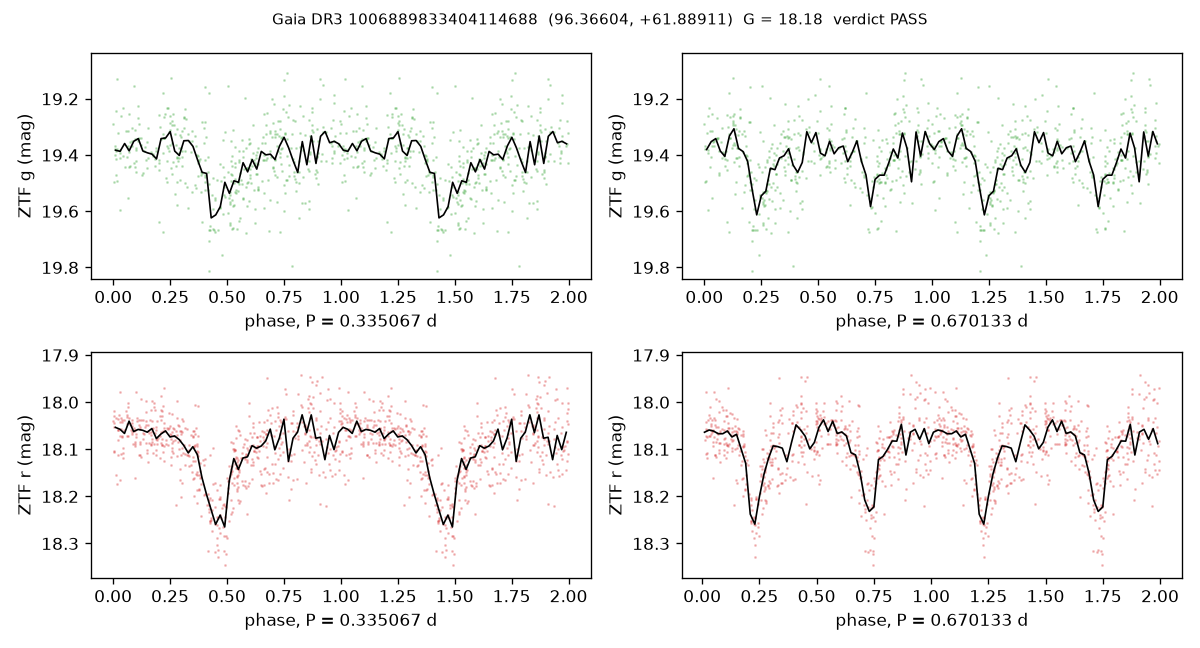 Gaia DR3 1006889833404114688  (96.36604, +61.88911)  G = 18.18  verdict PASS
ZTF g (mag)
19.2
19.4
19.6
19.8
0.00 0.25 0.50 0.75 1.00 1.25 1.50 1.75 2.00
phase, P = 0.335067 d
ZTF g (mag)
19.2
19.4
19.6
19.8
0.00 0.25 0.50 0.75 1.00 1.25 1.50 1.75 2.00
phase, P = 0.670133 d
ZTF r (mag)
17.9
18.0
18.1
18.2
18.3
0.00 0.25 0.50 0.75 1.00 1.25 1.50 1.75 2.00
phase, P = 0.335067 d
ZTF r (mag)
17.9
18.0
18.1
18.2
18.3
0.00 0.25 0.50 0.75 1.00 1.25 1.50 1.75 2.00
phase, P = 0.670133 d